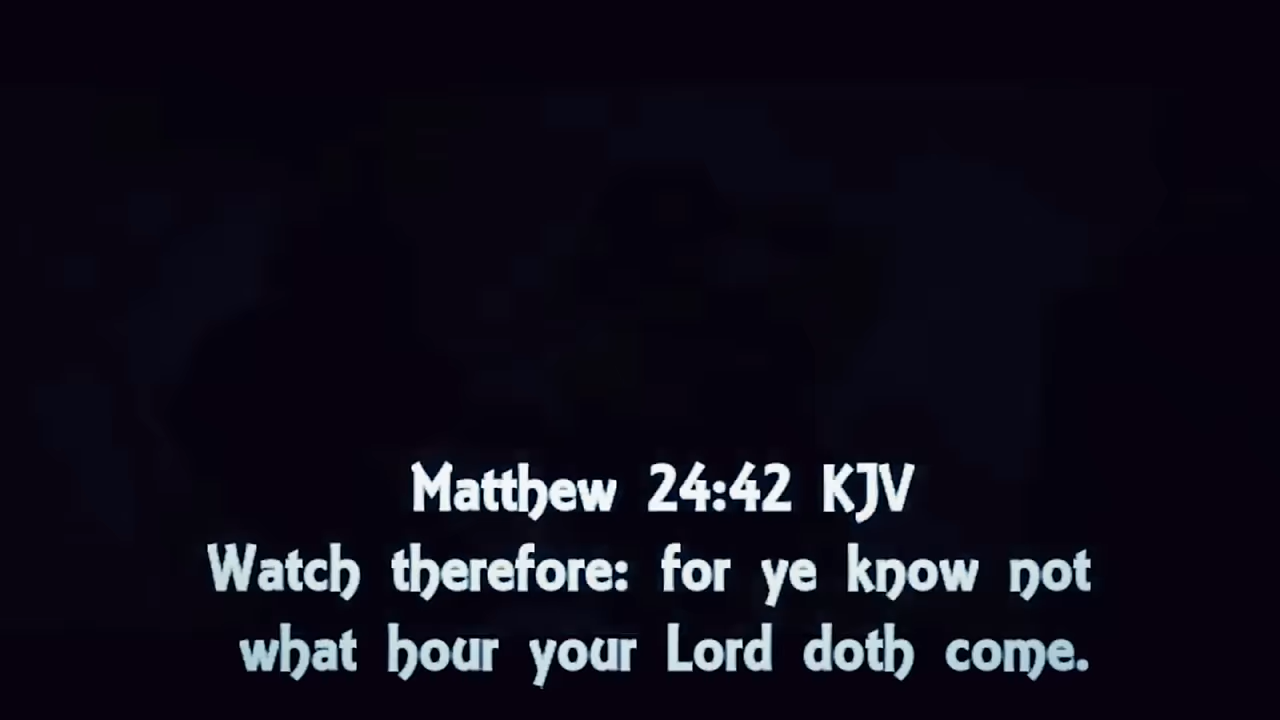 Matthew 24:42 KJV
Watch therefore: for ye know not
what hour your Lord doth come.